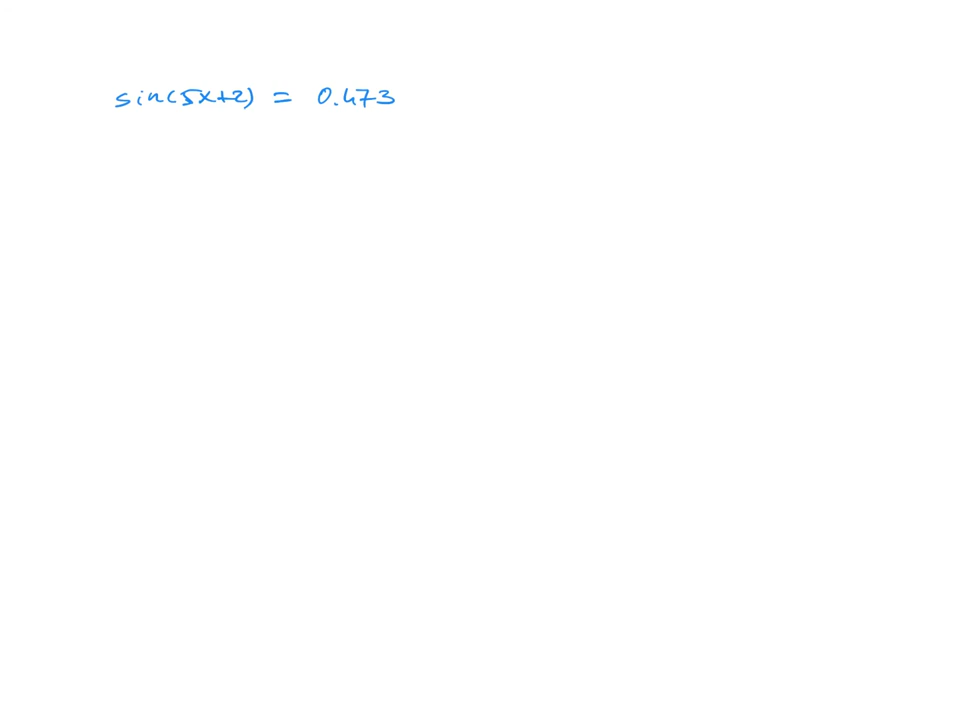 sin(5x+2) = 0.473